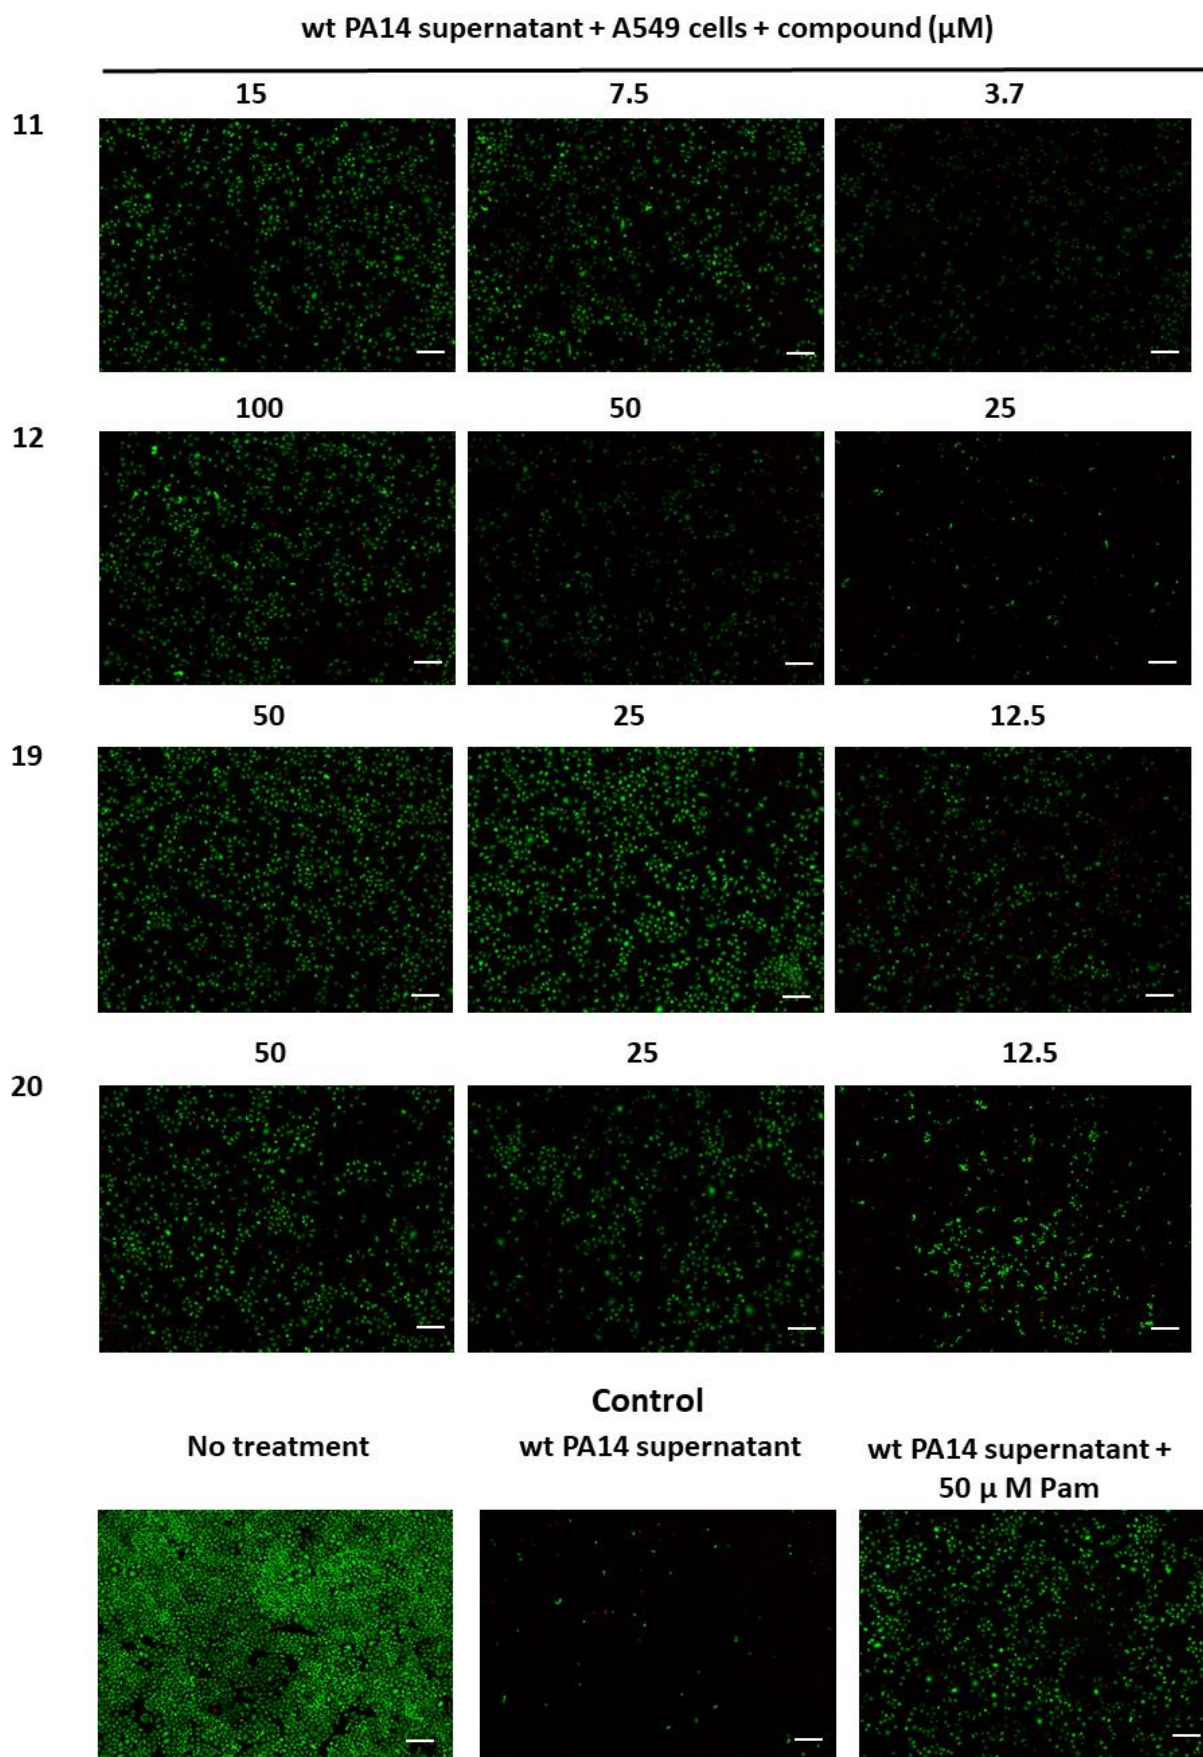 wt PA14 supernatant + A549 cells + compound (µM)
15 7.5 3.7
11
100 50 25
12
50 25 12.5
19
50 25 12.5
20
Control
No treatment wt PA14 supernatant wt PA14 supernatant +
50 µ M Pam